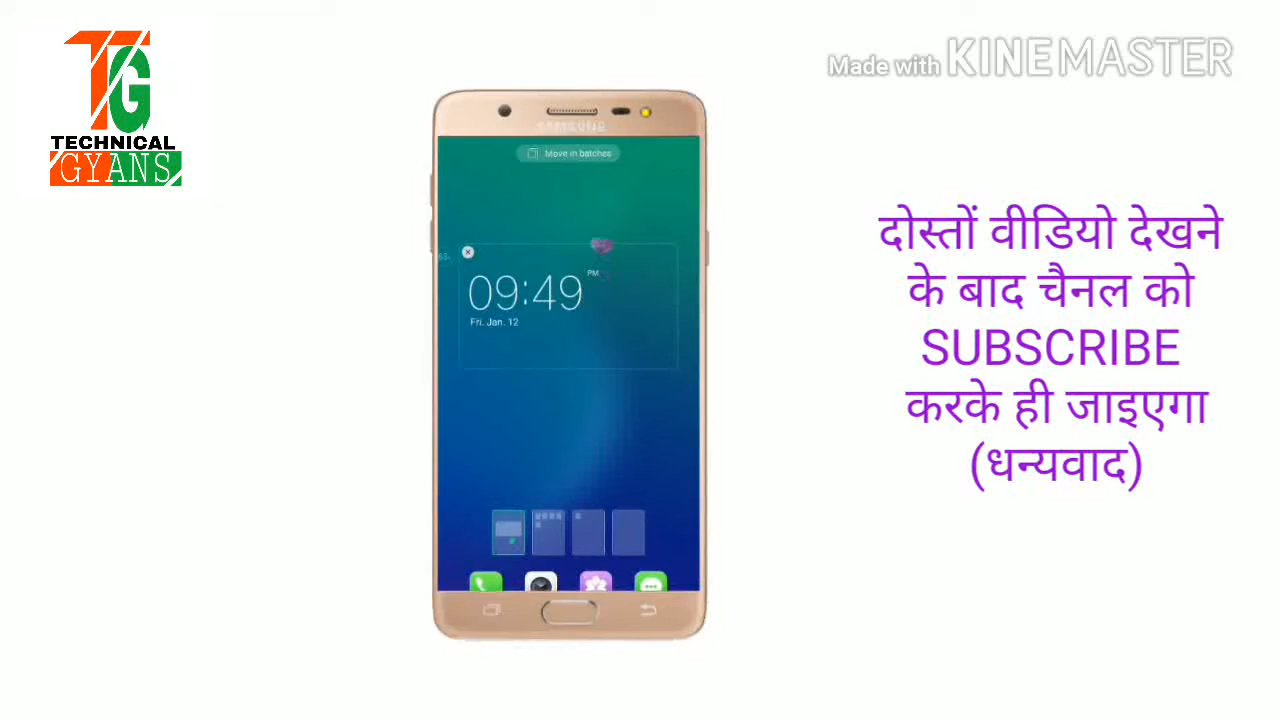 TG
TECHNICAL
GYANS
Made with KINEMASTER
SAMSUNG
Move in batches
09:49 PM
Fri. Jan. 12
दोस्तों वीडियो देखने
के बाद चैनल को
SUBSCRIBE
करके ही जाइएगा
(धन्यवाद)